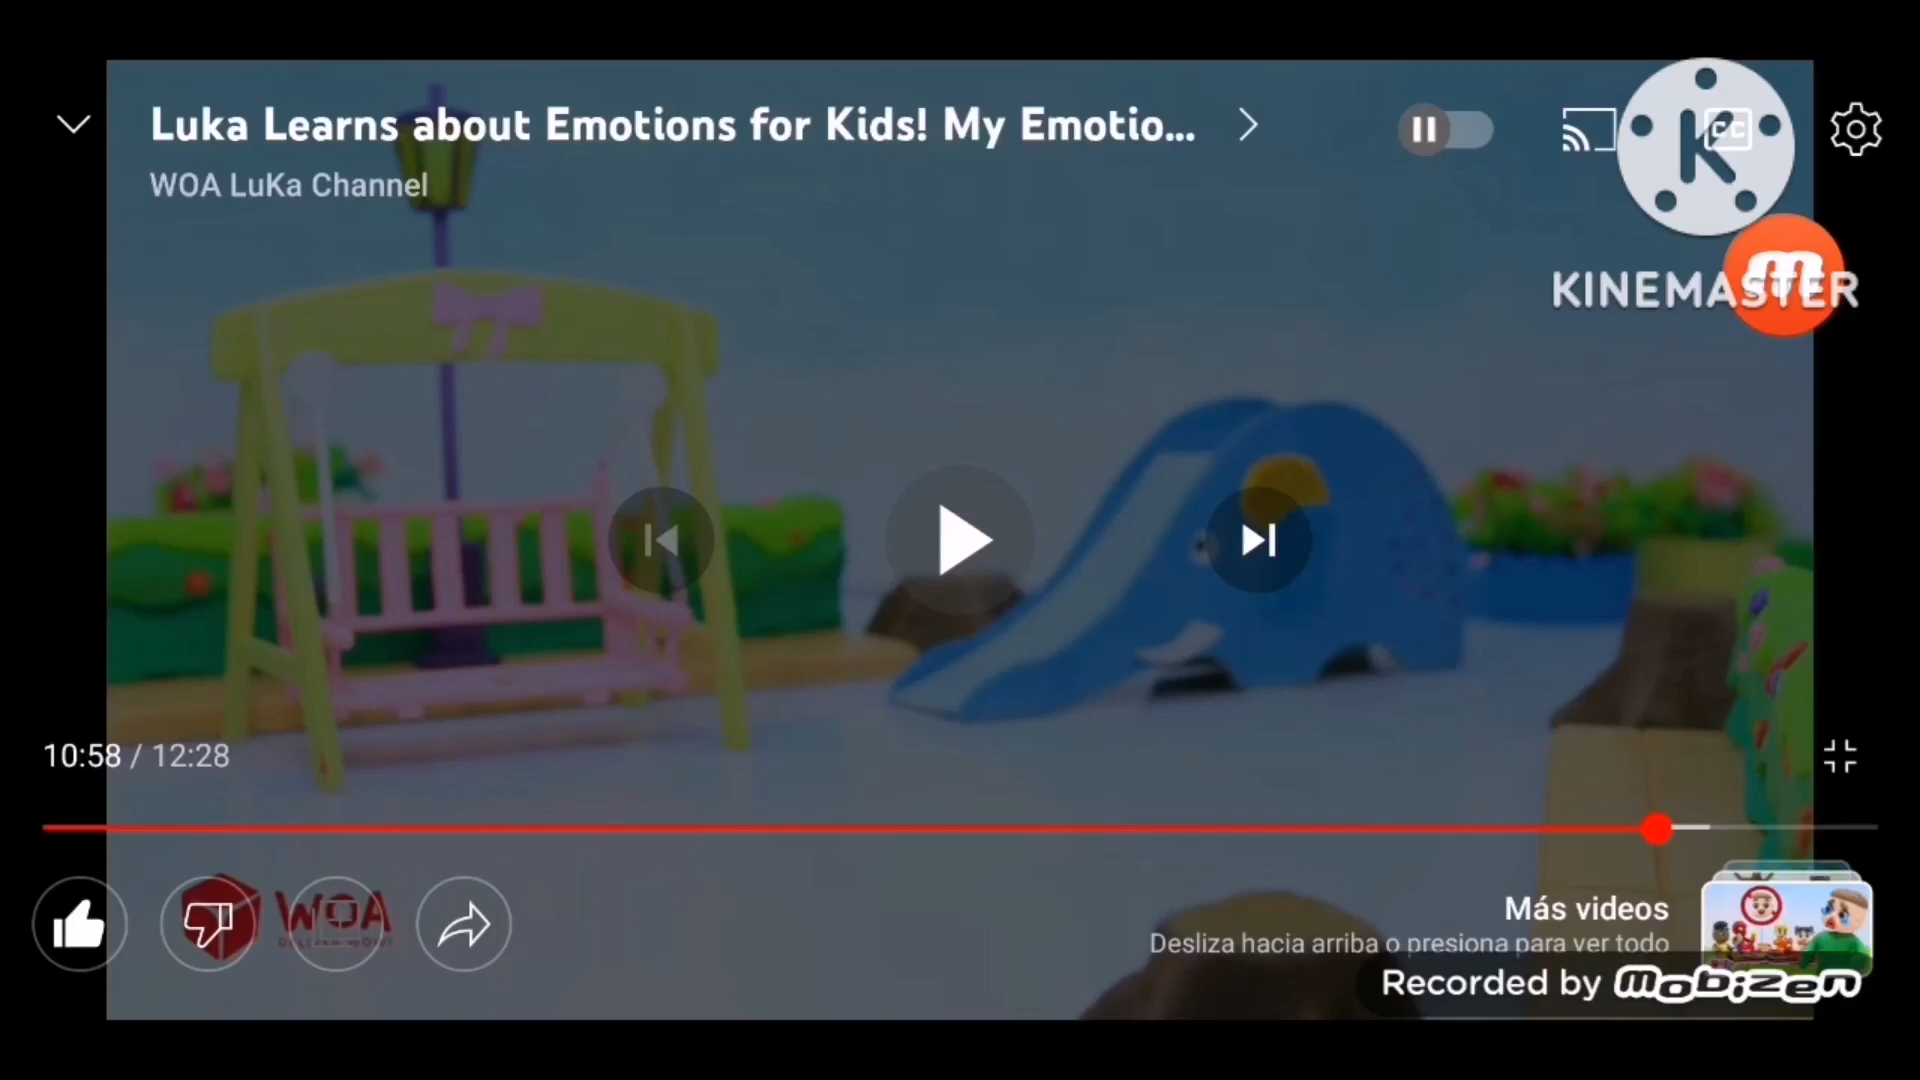 Luka Learns about Emotions for Kids! My Emotio...
WOA LuKa Channel
CC
K
KINEMASTER
10:58 / 12:28
WOA
Más videos
Desliza hacia arriba o presiona para ver todo
Recorded by mobizen